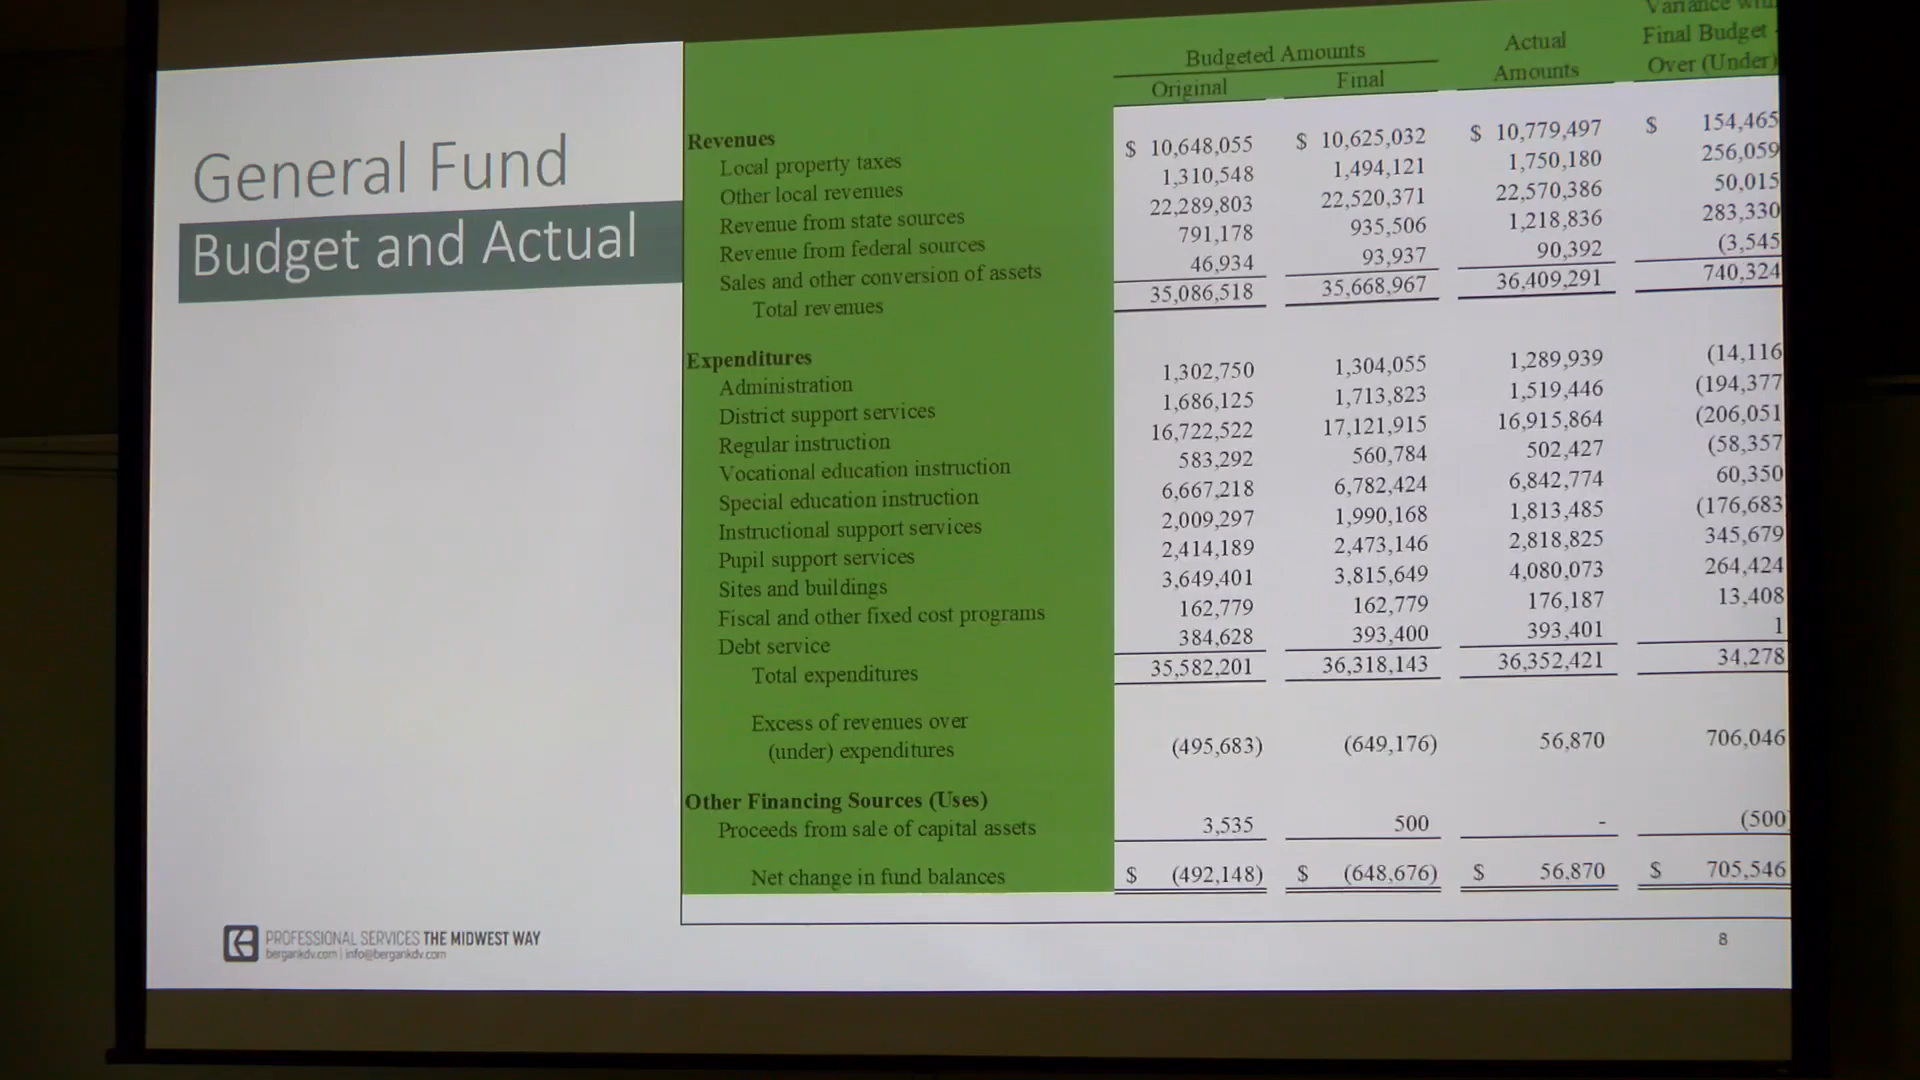 General Fund
Budget and Actual
Budgeted Amounts Actual Final Budget
Original Final Amounts Over (Under)
Revenues
Local property taxes $ 10,648,055 $ 10,625,032 $ 10,779,497 $ 154,465
Other local revenues 1,310,548 1,494,121 1,750,180 256,059
Revenue from state sources 22,289,803 22,520,371 22,570,386 50,015
Revenue from federal sources 791,178 935,506 1,218,836 283,330
Sales and other conversion of assets 46,934 93,937 90,392 (3,545
Total revenues 35,086,518 35,668,967 36,409,291 740,324
Expenditures
Administration 1,302,750 1,304,055 1,289,939 (14,116
District support services 1,686,125 1,713,823 1,519,446 (194,377
Regular instruction 16,722,522 17,121,915 16,915,864 (206,051
Vocational education instruction 583,292 560,784 502,427 (58,357
Special education instruction 6,667,218 6,782,424 6,842,774 60,350
Instructional support services 2,009,297 1,990,168 1,813,485 (176,683
Pupil support services 2,414,189 2,473,146 2,818,825 345,679
Sites and buildings 3,649,401 3,815,649 4,080,073 264,424
Fiscal and other fixed cost programs 162,779 162,779 176,187 13,408
Debt service 384,628 393,400 393,401 1
Total expenditures 35,582,201 36,318,143 36,352,421 34,278
Excess of revenues over
(under) expenditures (495,683) (649,176) 56,870 706,046
Other Financing Sources (Uses)
Proceeds from sale of capital assets 3,535 500 - (500)
Net change in fund balances $ (492,148) $ (648,676) $ 56,870 $ 705,546
PROFESSIONAL SERVICES THE MIDWEST WAY
bergankdv.com | info@bergankdv.com
8